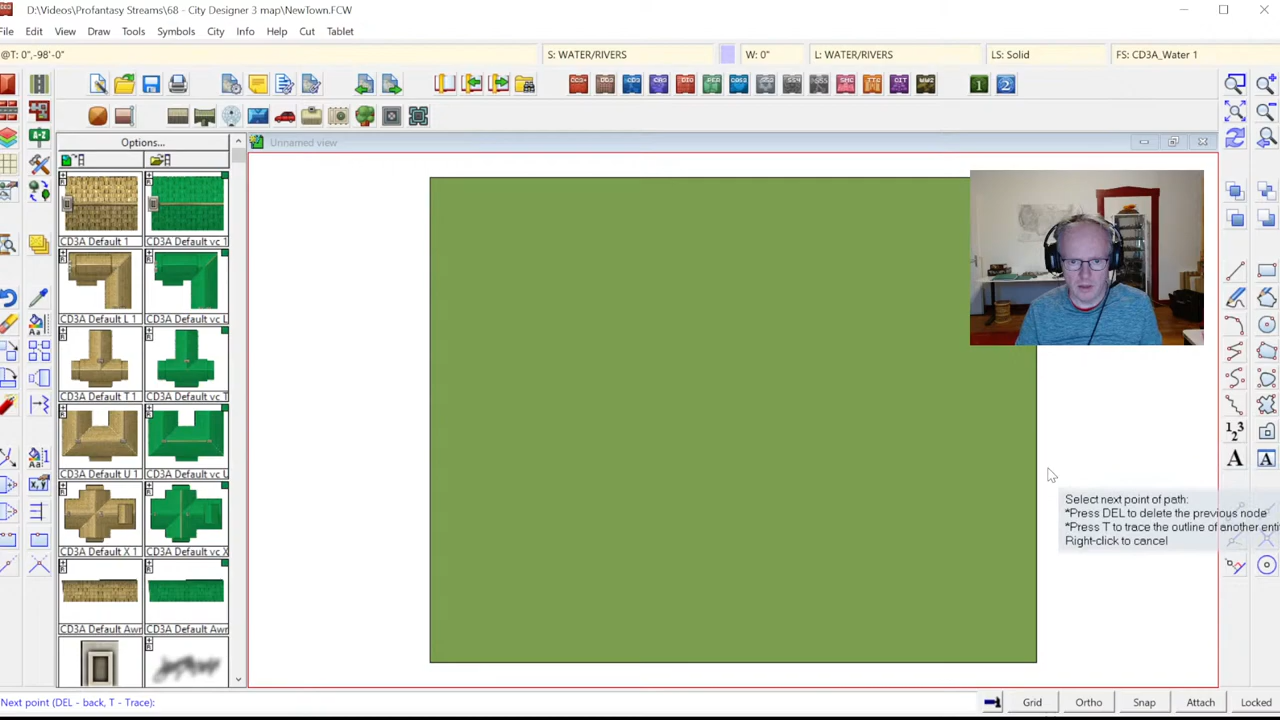 D:\Videos\Profantasy Streams\68 - City Designer 3 map\NewTown.FCW
File Edit View Draw Tools Symbols City Info Help Cut Tablet
@T: 0",-98'-0" S: WATER/RIVERS W: 0" L: WATER/RIVERS LS: Solid FS: CD3A_Water 1
Options...
Unnamed view
CD3A Default 1 CD3A Default vc 1
CD3A Default L 1 CD3A Default vc L
CD3A Default T 1 CD3A Default vc T
CD3A Default U 1 CD3A Default vc U
CD3A Default X 1 CD3A Default vc X
CD3A Default Awr CD3A Default Awr
Select next point of path:
*Press DEL to delete the previous node
*Press T to trace the outline of another enti
Right-click to cancel
Next point (DEL - back, T - Trace):
Grid Ortho Snap Attach Locked